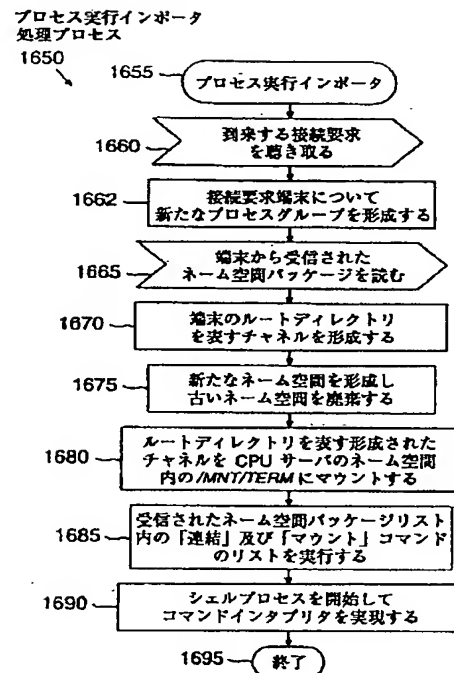 プロセス実行インポータ
処理プロセス
1650
1655
プロセス実行インポータ
到来する接続要求
を聴き取る
1660
1662
接続要求端末について
新たなプロセスグループを形成する
端末から受信された
ネーム空間パッケージを読む
1665
1670
端末のルートディレクトリ
を表すチャネルを形成する
1675
新たなネーム空間を形成し
古いネーム空間を廃棄する
1680
ルートディレクトリを表す形成された
チャネルを CPU サーバのネーム空間
内の/MNT/TERM にマウントする
1685
受信されたネーム空間パッケージリスト
内の「連結」及び「マウント」コマンド
のリストを実行する
1690
シェルプロセスを開始して
コマンドインタプリタを実現する
1695
終了